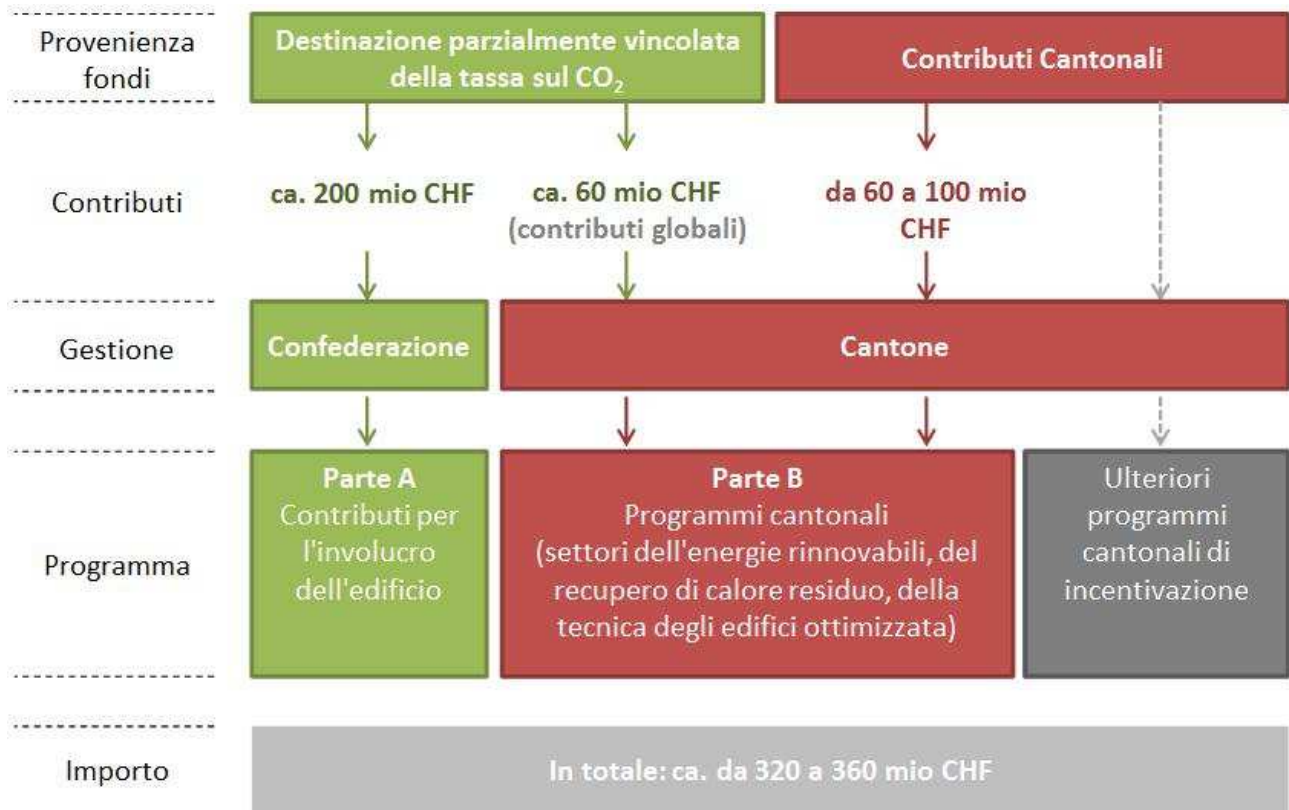 Provenienza
fondi
Destinazione parzialmente vincolata
della tassa sul CO₂
Contributi Cantonali
Contributi
ca. 200 mio CHF
ca. 60 mio CHF
(contributi globali)
da 60 a 100 mio
CHF
Gestione
Confederazione
Cantone
Programma
Parte A
Contributi per
l'involucro
dell'edificio
Parte B
Programmi cantonali
(settori dell'energie rinnovabili, del
recupero di calore residuo, della
tecnica degli edifici ottimizzata)
Ulteriori
programmi
cantonali di
incentivazione
Importo
In totale: ca. da 320 a 360 mio CHF